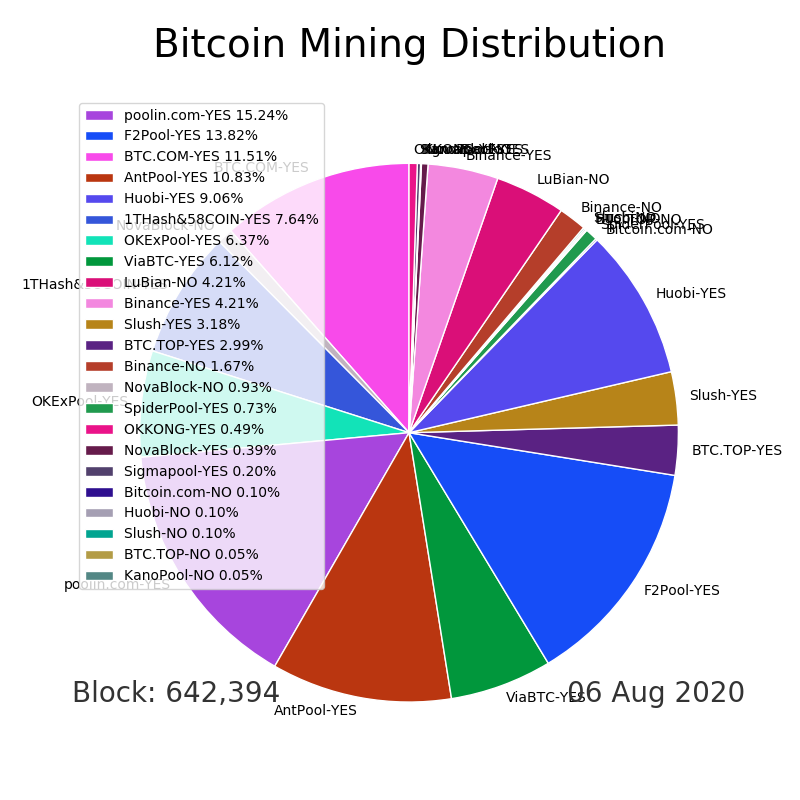 Bitcoin Mining Distribution
poolin.com-YES 15.24%
F2Pool-YES 13.82%
BTC.COM-YES 11.51%
AntPool-YES 10.83%
Huobi-YES 9.06%
1THash&58COIN-YES 7.64%
OKExPool-YES 6.37%
ViaBTC-YES 6.12%
LuBian-NO 4.21%
Binance-YES 4.21%
Slush-YES 3.18%
BTC.TOP-YES 2.99%
Binance-NO 1.67%
NovaBlock-NO 0.93%
SpiderPool-YES 0.73%
OKKONG-YES 0.49%
NovaBlock-YES 0.39%
Sigmapool-YES 0.20%
Bitcoin.com-NO 0.10%
Huobi-NO 0.10%
Slush-NO 0.10%
BTC.TOP-NO 0.05%
KanoPool-NO 0.05%
BTC.COM-YES
NovaBlock-NO
1THash&58COIN-YES
OKExPool-YES
poolin.com-YES
AntPool-YES
ViaBTC-YES
F2Pool-YES
BTC.TOP-YES
Slush-YES
Huobi-YES
Bitcoin.com-NO
SpiderPool-YES
Binance-NO
LuBian-NO
Binance-YES
Block: 642,394
06 Aug 2020